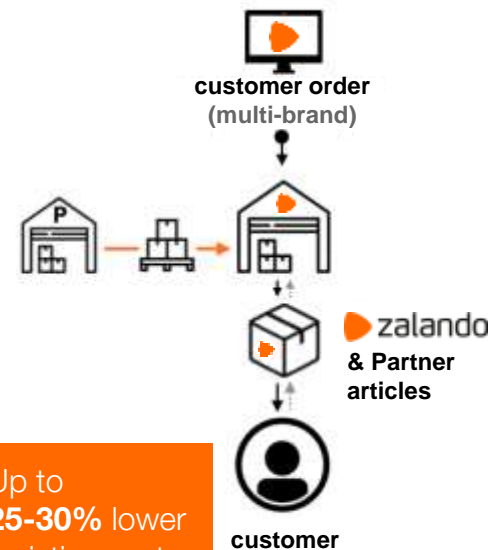 customer order
(multi-brand)
P
zalando
& Partner
articles
Up to
25-30% lower
customer